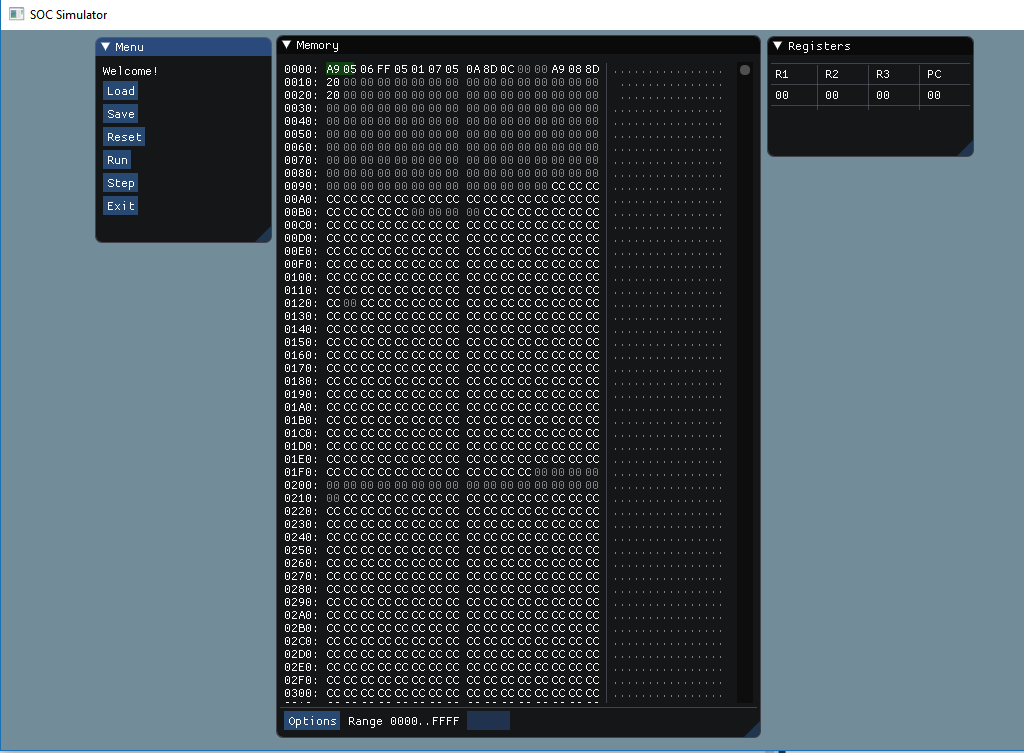 SOC Simulator
▼ Menu
Welcome!
Load
Save
Reset
Run
Step
Exit
▼ Memory
0000: A9 05 06 FF 05 01 07 05 0A 8D 0C 00 00 A9 08 8D ................
0010: 20 00 00 00 00 00 00 00 00 00 00 00 00 00 00 00 ................
0020: 20 00 00 00 00 00 00 00 00 00 00 00 00 00 00 00 ................
0030: 00 00 00 00 00 00 00 00 00 00 00 00 00 00 00 00 ................
0040: 00 00 00 00 00 00 00 00 00 00 00 00 00 00 00 00 ................
0050: 00 00 00 00 00 00 00 00 00 00 00 00 00 00 00 00 ................
0060: 00 00 00 00 00 00 00 00 00 00 00 00 00 00 00 00 ................
0070: 00 00 00 00 00 00 00 00 00 00 00 00 00 00 00 00 ................
0080: 00 00 00 00 00 00 00 00 00 00 00 00 00 00 00 00 ................
0090: 00 00 00 00 00 00 00 00 00 00 00 00 00 CC CC CC ................
00A0: CC CC CC CC CC CC CC CC CC CC CC CC CC CC CC CC ................
00B0: CC CC CC CC CC 00 00 00 00 CC CC CC CC CC CC CC ................
00C0: CC CC CC CC CC CC CC CC CC CC CC CC CC CC CC CC ................
00D0: CC CC CC CC CC CC CC CC CC CC CC CC CC CC CC CC ................
00E0: CC CC CC CC CC CC CC CC CC CC CC CC CC CC CC CC ................
00F0: CC CC CC CC CC CC CC CC CC CC CC CC CC CC CC CC ................
0100: CC CC CC CC CC CC CC CC CC CC CC CC CC CC CC CC ................
0110: CC CC CC CC CC CC CC CC CC CC CC CC CC CC CC CC ................
0120: CC 00 CC CC CC CC CC CC CC CC CC CC CC CC CC CC ................
0130: CC CC CC CC CC CC CC CC CC CC CC CC CC CC CC CC ................
0140: CC CC CC CC CC CC CC CC CC CC CC CC CC CC CC CC ................
0150: CC CC CC CC CC CC CC CC CC CC CC CC CC CC CC CC ................
0160: CC CC CC CC CC CC CC CC CC CC CC CC CC CC CC CC ................
0170: CC CC CC CC CC CC CC CC CC CC CC CC CC CC CC CC ................
0180: CC CC CC CC CC CC CC CC CC CC CC CC CC CC CC CC ................
0190: CC CC CC CC CC CC CC CC CC CC CC CC CC CC CC CC ................
01A0: CC CC CC CC CC CC CC CC CC CC CC CC CC CC CC CC ................
01B0: CC CC CC CC CC CC CC CC CC CC CC CC CC CC CC CC ................
01C0: CC CC CC CC CC CC CC CC CC CC CC CC CC CC CC CC ................
01D0: CC CC CC CC CC CC CC CC CC CC CC CC CC CC CC CC ................
01E0: CC CC CC CC CC CC CC CC CC CC CC CC CC CC CC CC ................
01F0: CC CC CC CC CC CC CC CC CC CC CC CC 00 00 00 00 ................
0200: 00 00 00 00 00 00 00 00 00 00 00 00 00 00 00 00 ................
0210: 00 CC CC CC CC CC CC CC CC CC CC CC CC CC CC CC ................
0220: CC CC CC CC CC CC CC CC CC CC CC CC CC CC CC CC ................
0230: CC CC CC CC CC CC CC CC CC CC CC CC CC CC CC CC ................
0240: CC CC CC CC CC CC CC CC CC CC CC CC CC CC CC CC ................
0250: CC CC CC CC CC CC CC CC CC CC CC CC CC CC CC CC ................
0260: CC CC CC CC CC CC CC CC CC CC CC CC CC CC CC CC ................
0270: CC CC CC CC CC CC CC CC CC CC CC CC CC CC CC CC ................
0280: CC CC CC CC CC CC CC CC CC CC CC CC CC CC CC CC ................
0290: CC CC CC CC CC CC CC CC CC CC CC CC CC CC CC CC ................
02A0: CC CC CC CC CC CC CC CC CC CC CC CC CC CC CC CC ................
02B0: CC CC CC CC CC CC CC CC CC CC CC CC CC CC CC CC ................
02C0: CC CC CC CC CC CC CC CC CC CC CC CC CC CC CC CC ................
02D0: CC CC CC CC CC CC CC CC CC CC CC CC CC CC CC CC ................
02E0: CC CC CC CC CC CC CC CC CC CC CC CC CC CC CC CC ................
02F0: CC CC CC CC CC CC CC CC CC CC CC CC CC CC CC CC ................
0300: CC CC CC CC CC CC CC CC CC CC CC CC CC CC CC CC ................
Options Range 0000..FFFF
▼ Registers
R1 R2 R3 PC
00 00 00 00